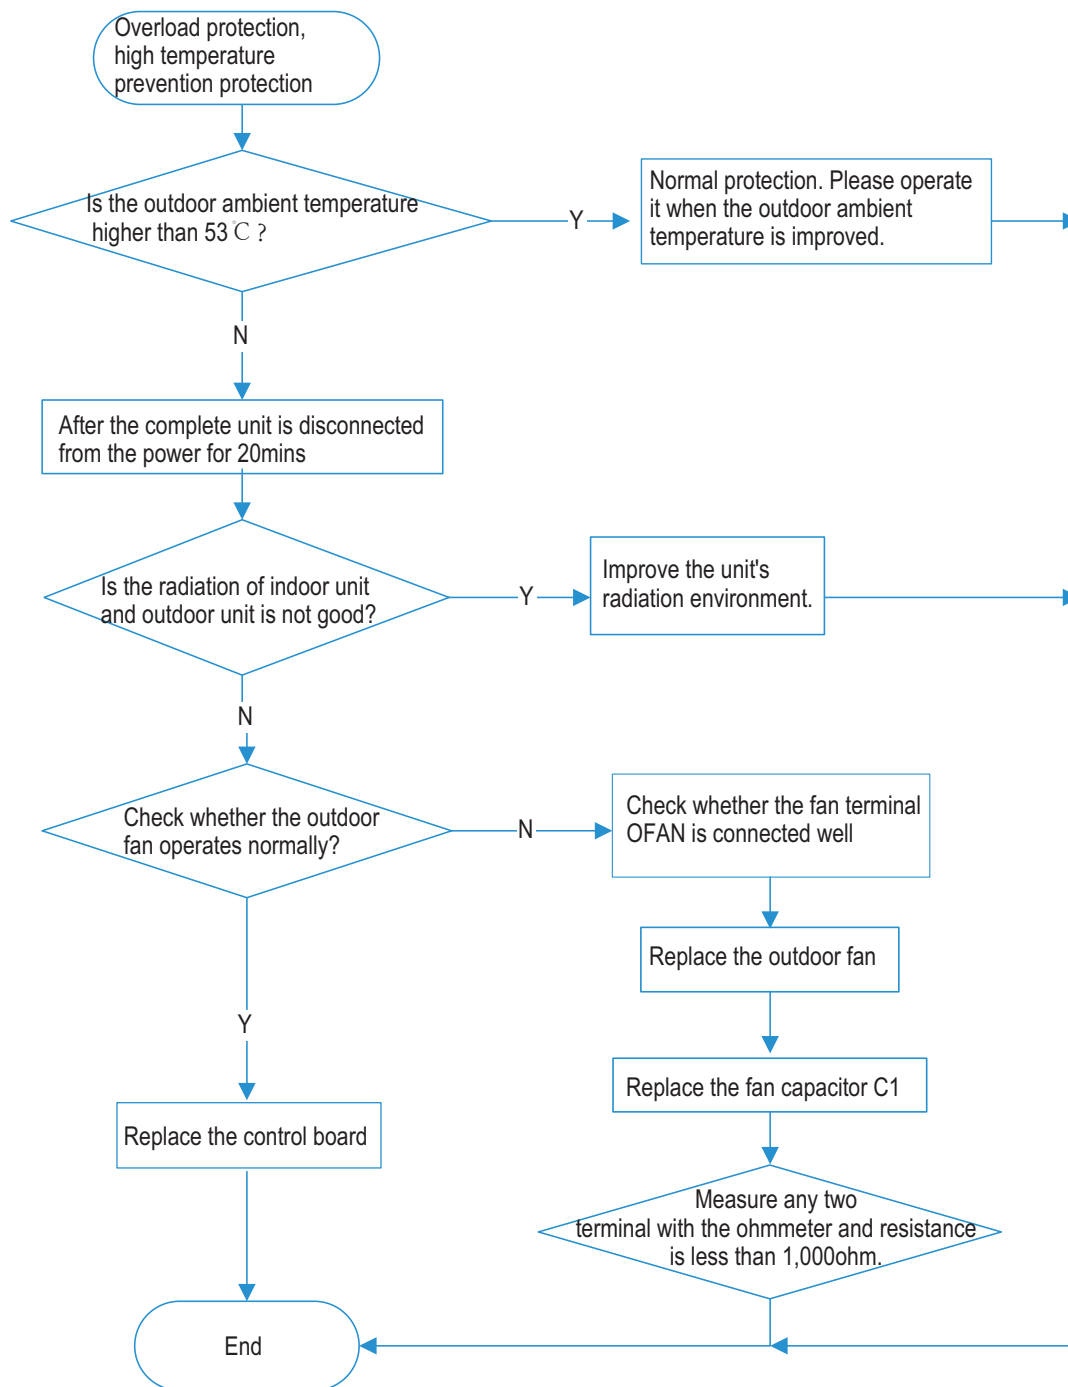 Overload protection,
high temperature
prevention protection
Is the outdoor ambient temperature
higher than 53℃ ?
Y
Normal protection. Please operate
it when the outdoor ambient
temperature is improved.
N
After the complete unit is disconnected
from the power for 20mins
Is the radiation of indoor unit
and outdoor unit is not good?
Y
Improve the unit's
radiation environment.
N
Check whether the outdoor
fan operates normally?
N
Check whether the fan terminal
OFAN is connected well
Replace the outdoor fan
Y
Replace the fan capacitor C1
Replace the control board
Measure any two
terminal with the ohmmeter and resistance
is less than 1,000ohm.
End